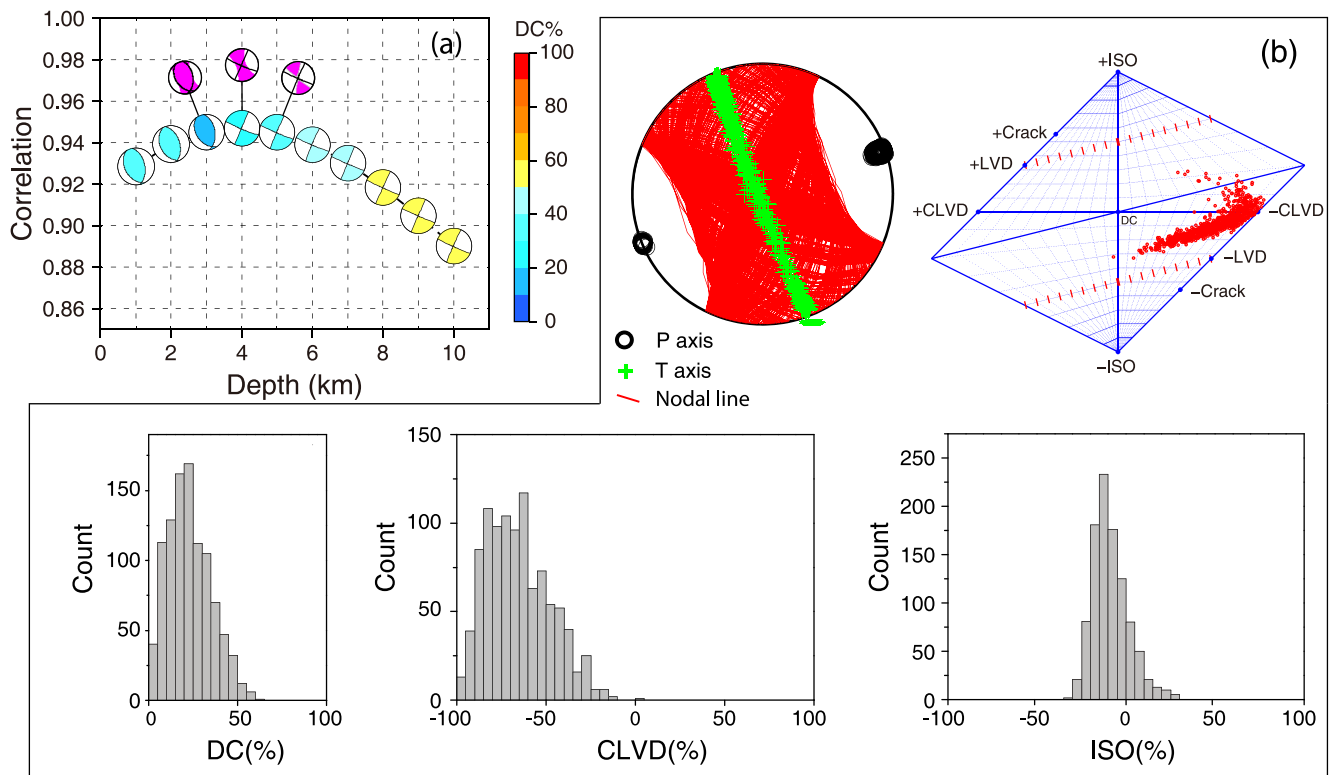 (a)
DC%
1.00
0.98
0.96
0.94
0.92
0.90
0.88
0.86
Correlation
0 2 4 6 8 10
Depth (km)
100
80
60
40
20
0
(b)
P axis
T axis
Nodal line
+ISO
+Crack
+LVD
+CLVD
DC
−CLVD
−LVD
−Crack
−ISO
150
100
50
0
Count
0 50 100
DC(%)
150
100
50
0
Count
-100 -50 0 50 100
CLVD(%)
250
200
150
100
50
0
Count
-100 -50 0 50 100
ISO(%)